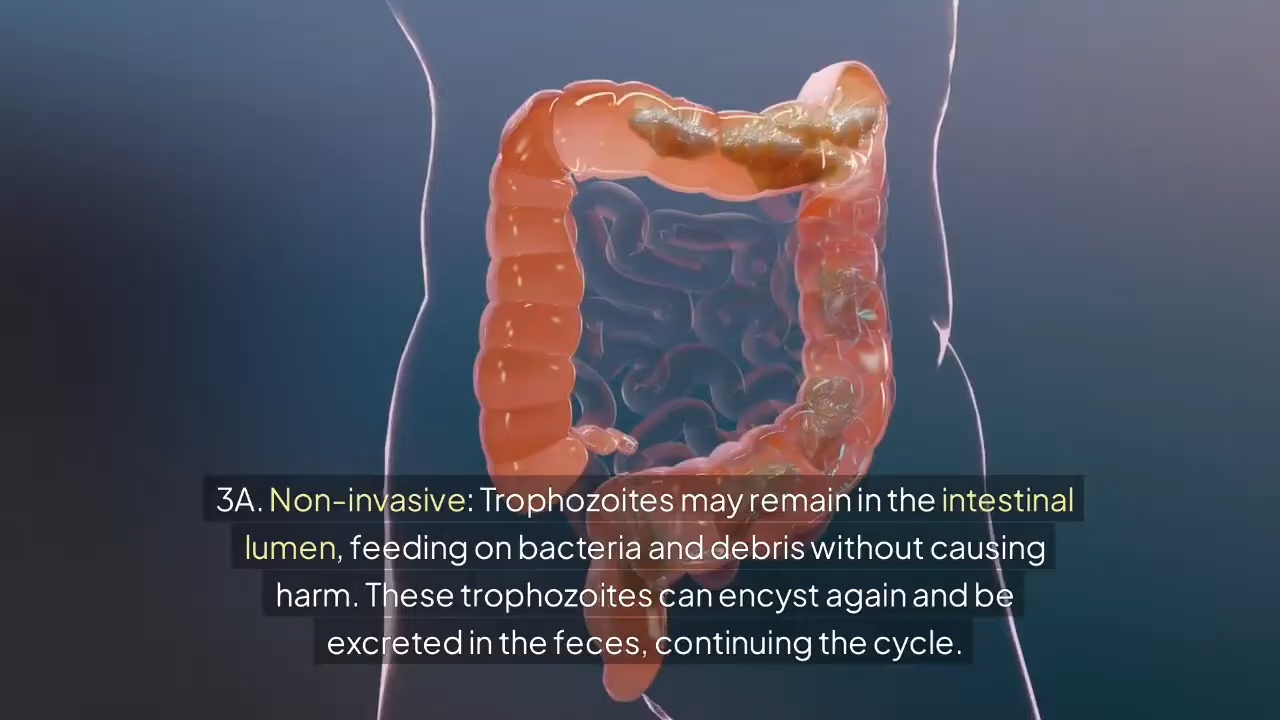 3A. Non-invasive: Trophozoites may remain in the intestinal
lumen, feeding on bacteria and debris without causing
harm. These trophozoites can encyst again and be
excreted in the feces, continuing the cycle.